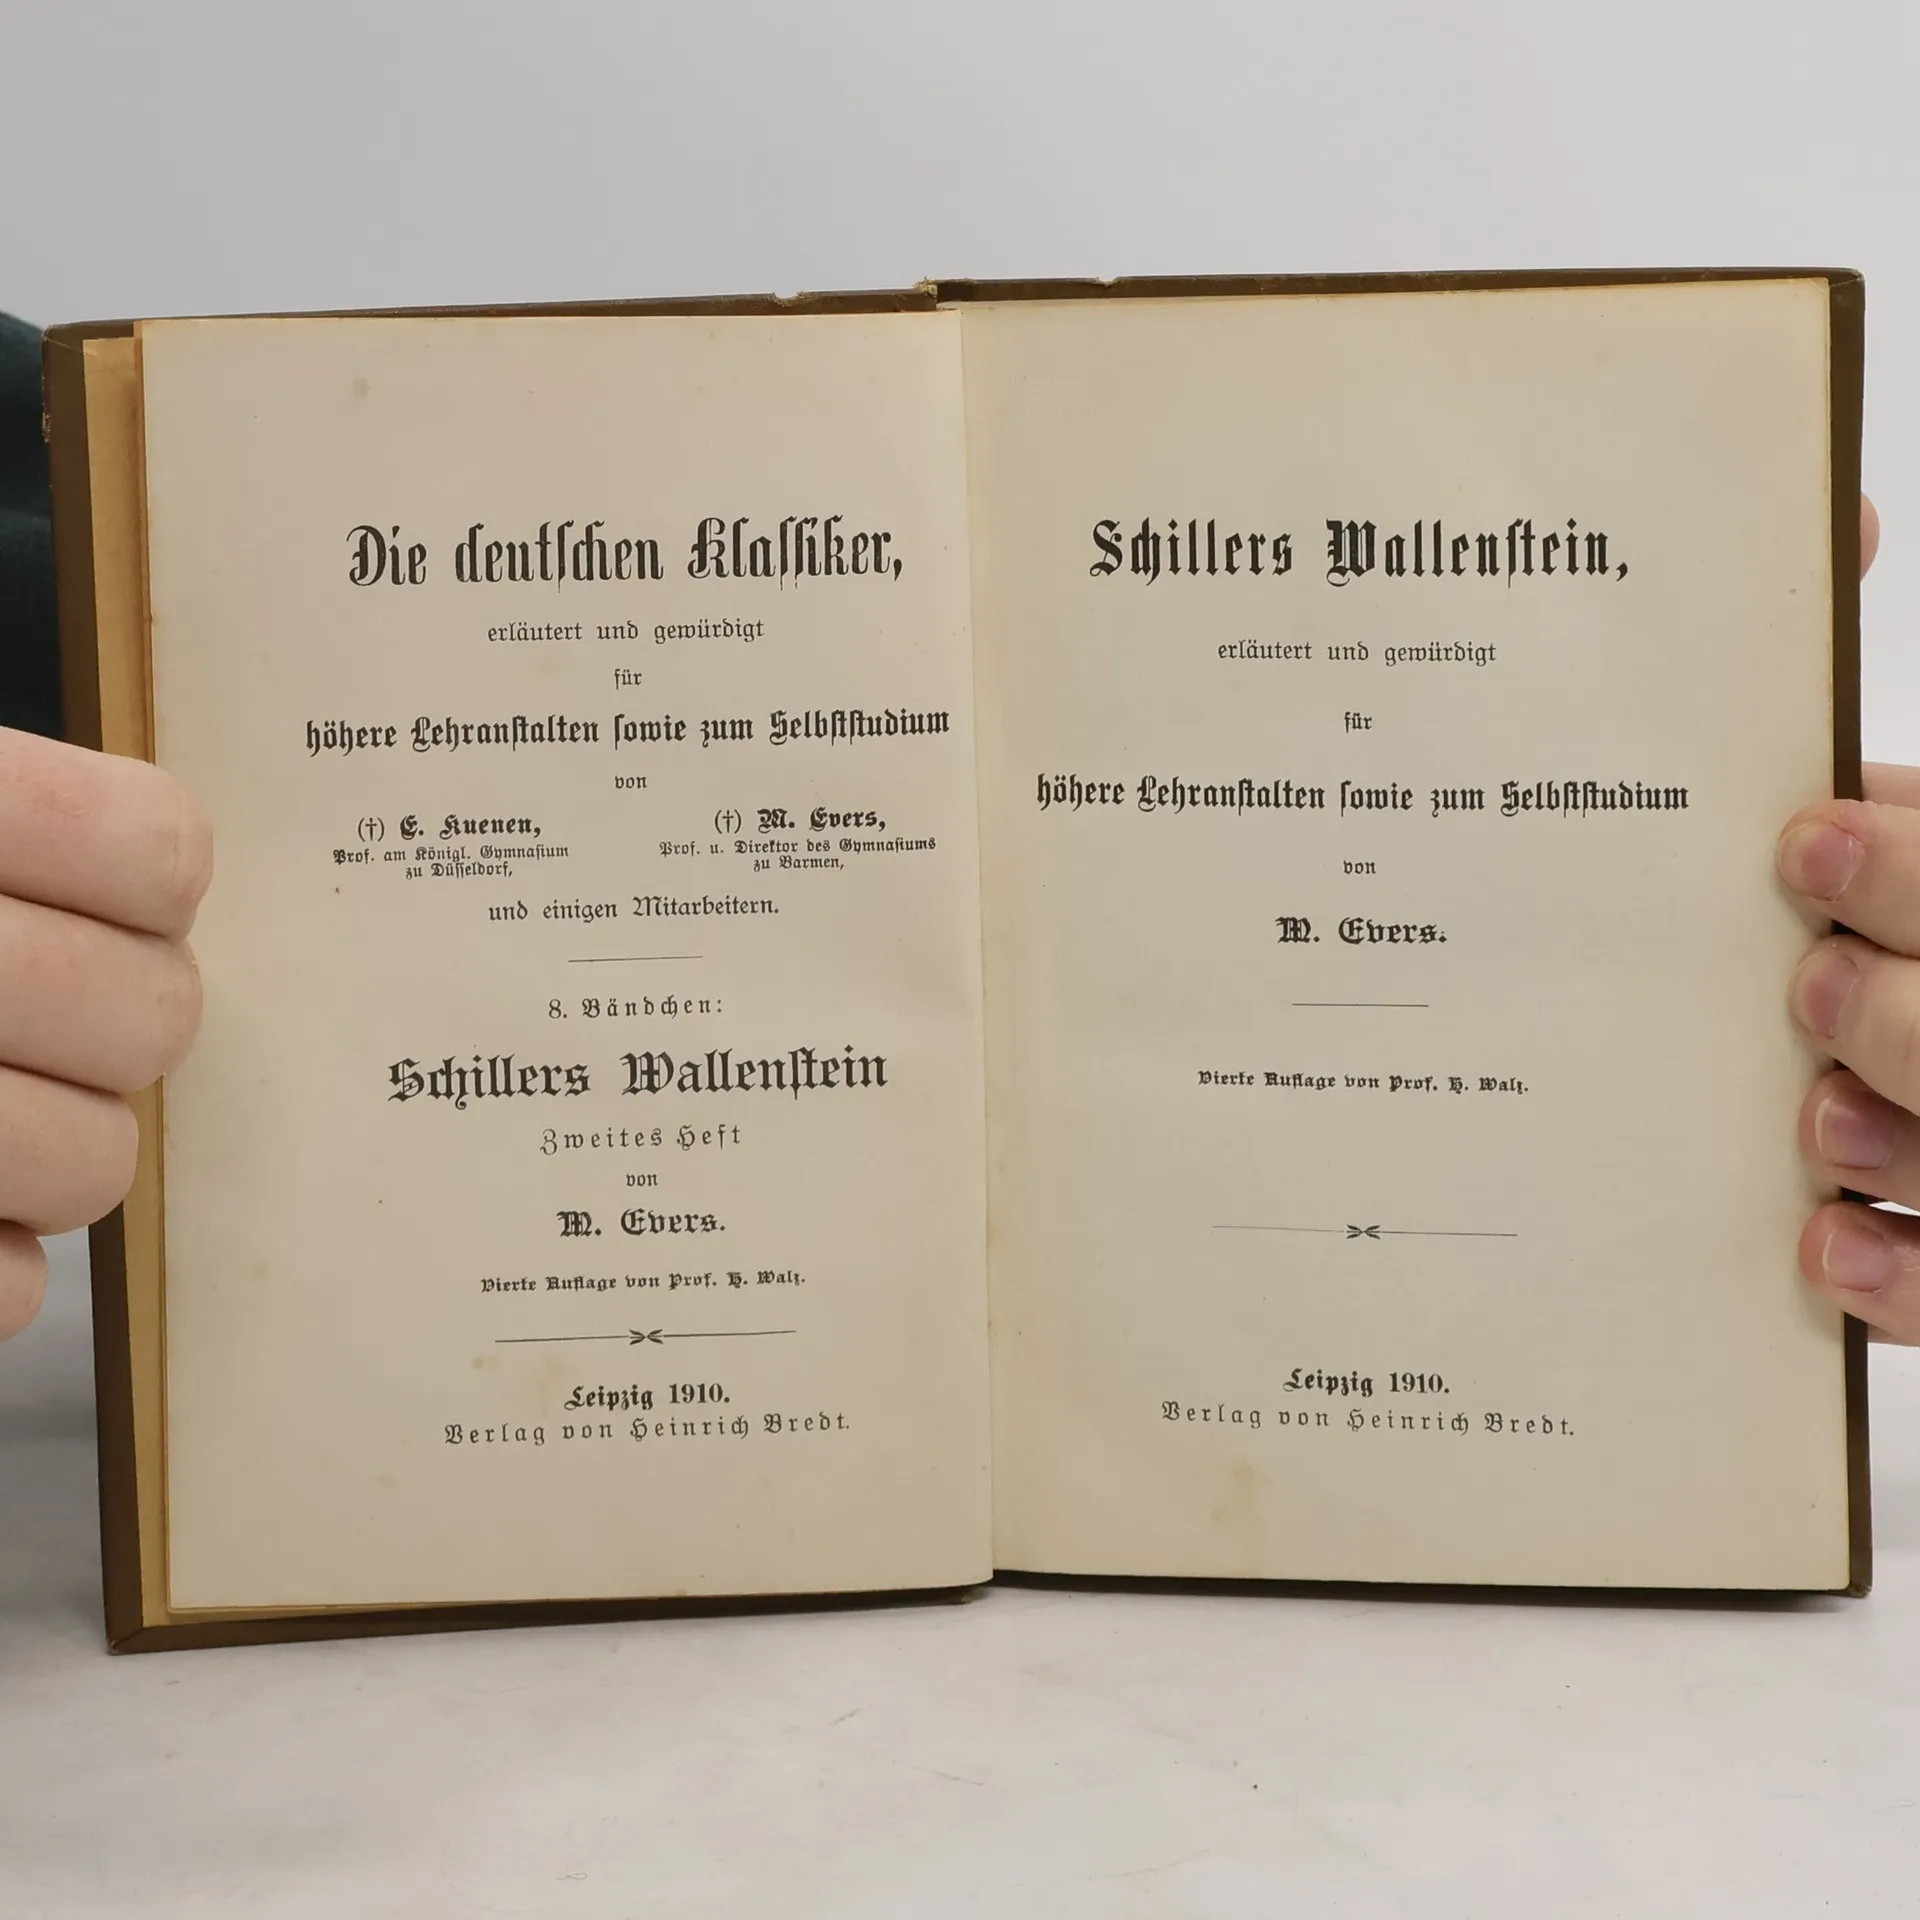 Die deutschen Klassiker,
erläutert und gewürdigt
für
höhere Lehranstalten sowie zum Selbststudium
von
(†) E. Kuenen,
Prof. am Königl. Gymnasium
zu Düsseldorf,
(†) M. Evers,
Prof. u. Direktor des Gymnasiums
zu Barmen,
und einigen Mitarbeitern.
8. Bändchen:
Schillers Wallenstein
Zweites Heft
von
M. Evers.
Vierte Auflage von Prof. H. Walz.
Leipzig 1910.
Verlag von Heinrich Bredt.
Schillers Wallenstein,
erläutert und gewürdigt
für
höhere Lehranstalten sowie zum Selbststudium
von
M. Evers.
Vierte Auflage von Prof. H. Walz.
Leipzig 1910.
Verlag von Heinrich Bredt.